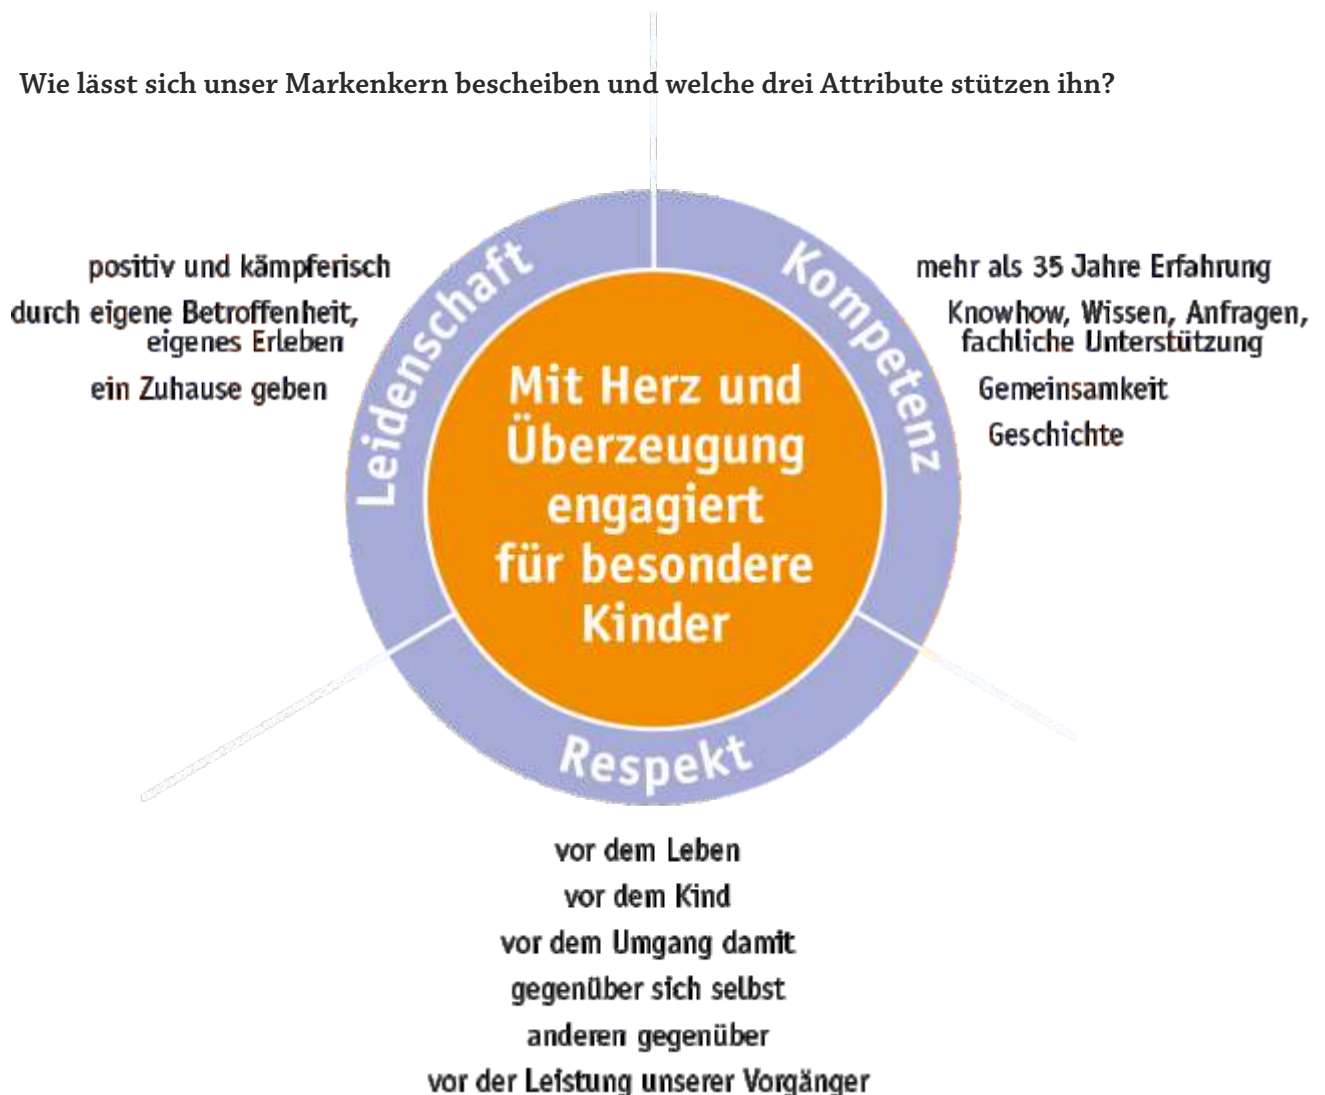 Wie lässt sich unser Markenkern bescheiben und welche drei Attribute stützen ihn?
Leidenschaft
positiv und kämpferisch
durch eigene Betroffenheit,
eigenes Erleben
ein Zuhause geben
Kompetenz
mehr als 35 Jahre Erfahrung
Knowhow, Wissen, Anfragen,
fachliche Unterstützung
Gemeinsamkeit
Geschichte
Mit Herz und
Überzeugung
engagiert
für besondere
Kinder
Respekt
vor dem Leben
vor dem Kind
vor dem Umgang damit
gegenüber sich selbst
anderen gegenüber
vor der Leistung unserer Vorgänger